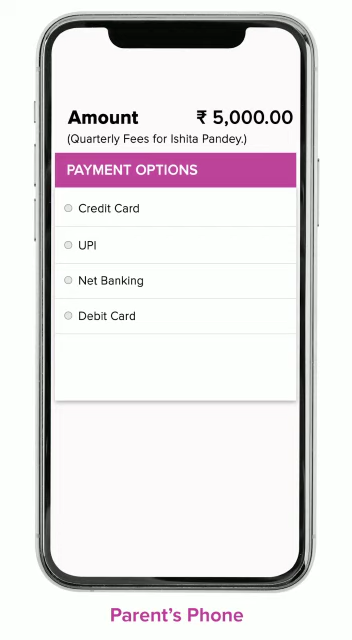 Amount ₹ 5,000.00
(Quarterly Fees for Ishita Pandey.)
PAYMENT OPTIONS
Credit Card
UPI
Net Banking
Debit Card
Parent's Phone